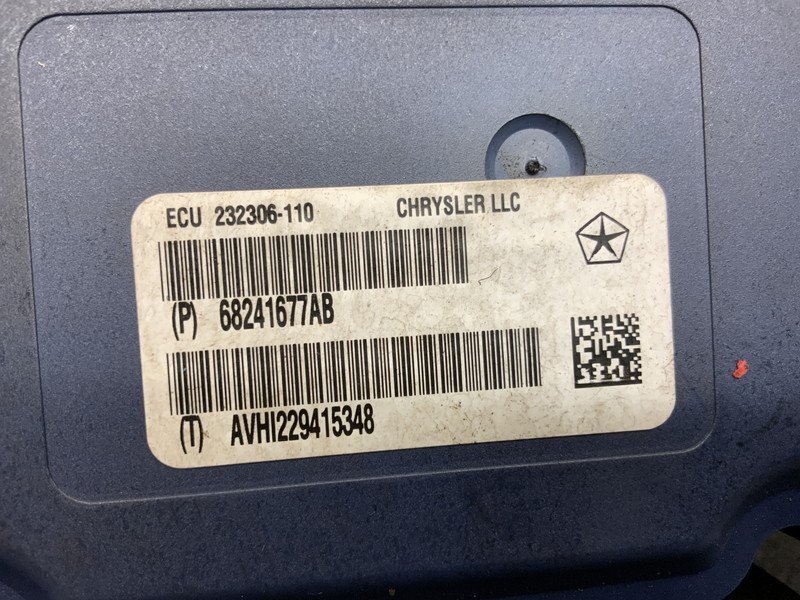 ECU 232306-110 CHRYSLER LLC
(P) 68241677AB
(T) AVHI229415348